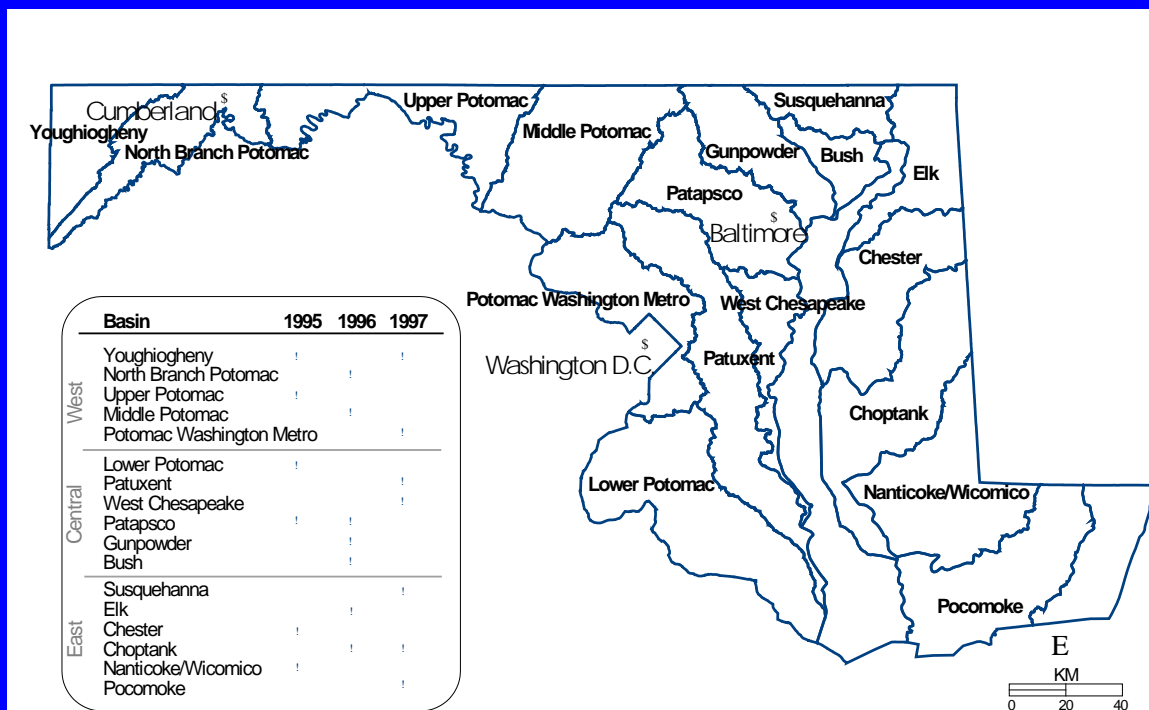 Susquehanna
Upper Potomac
$
Cumberland
Youghiogheny
Middle Potomac
North Branch Potomac
Gunpowder
Bush
Elk
Patapsco
$
Baltimore
Chester
Potomac Washington Metro
West Chesapeake
$
Washington D.C.
Patuxent
Choptank
Lower Potomac
Nanticoke/Wicomico
Pocomoke
Basin 1995 1996 1997
West
Youghiogheny ! !
North Branch Potomac !
Upper Potomac !
Middle Potomac !
Potomac Washington Metro !
Central
Lower Potomac !
Patuxent !
West Chesapeake !
Patapsco ! !
Gunpowder !
Bush !
East
Susquehanna !
Elk !
Chester !
Choptank ! !
Nanticoke/Wicomico !
Pocomoke !
E
KM
0 20 40